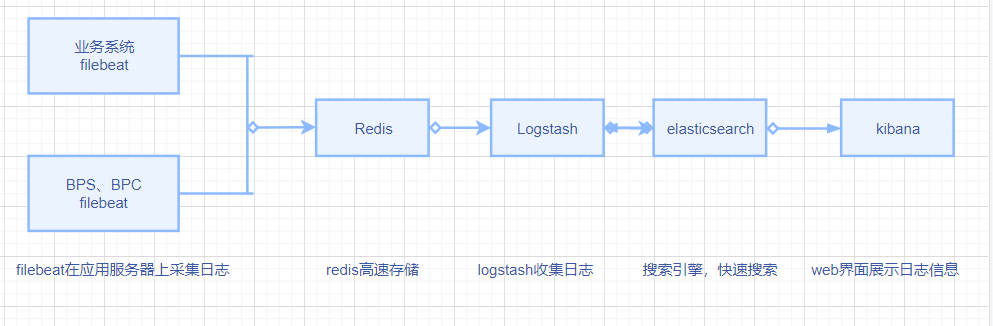 业务系统
filebeat
BPS、BPC
filebeat
Redis
Logstash
elasticsearch
kibana
filebeat在应用服务器上采集日志
redis高速存储
logstash收集日志
搜索引擎，快速搜索
web界面展示日志信息